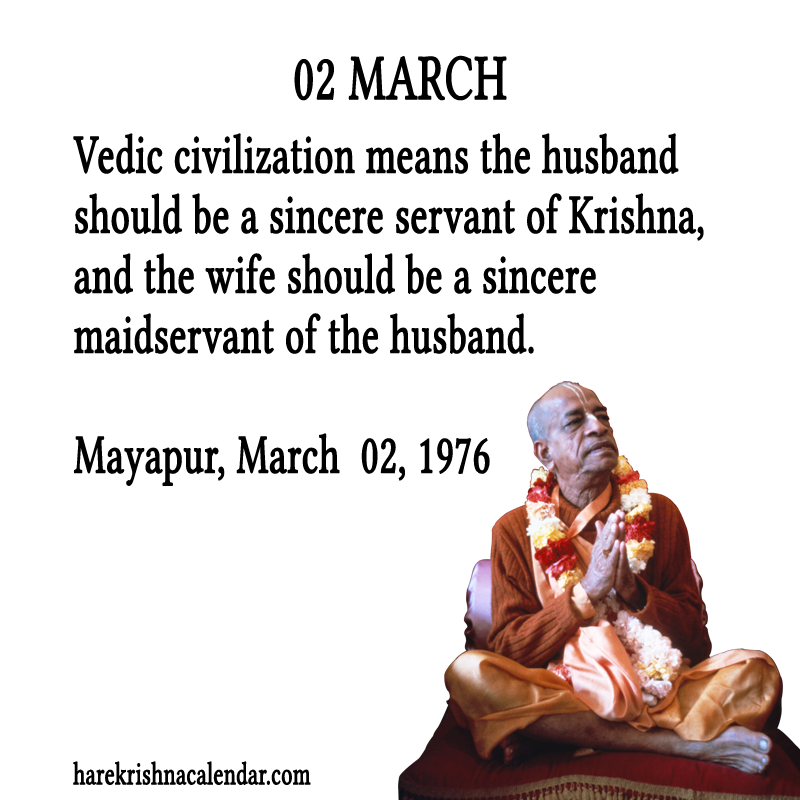 02 MARCH
Vedic civilization means the husband
should be a sincere servant of Krishna,
and the wife should be a sincere
maidservant of the husband.
Mayapur, March  02, 1976
harekrishnacalendar.com